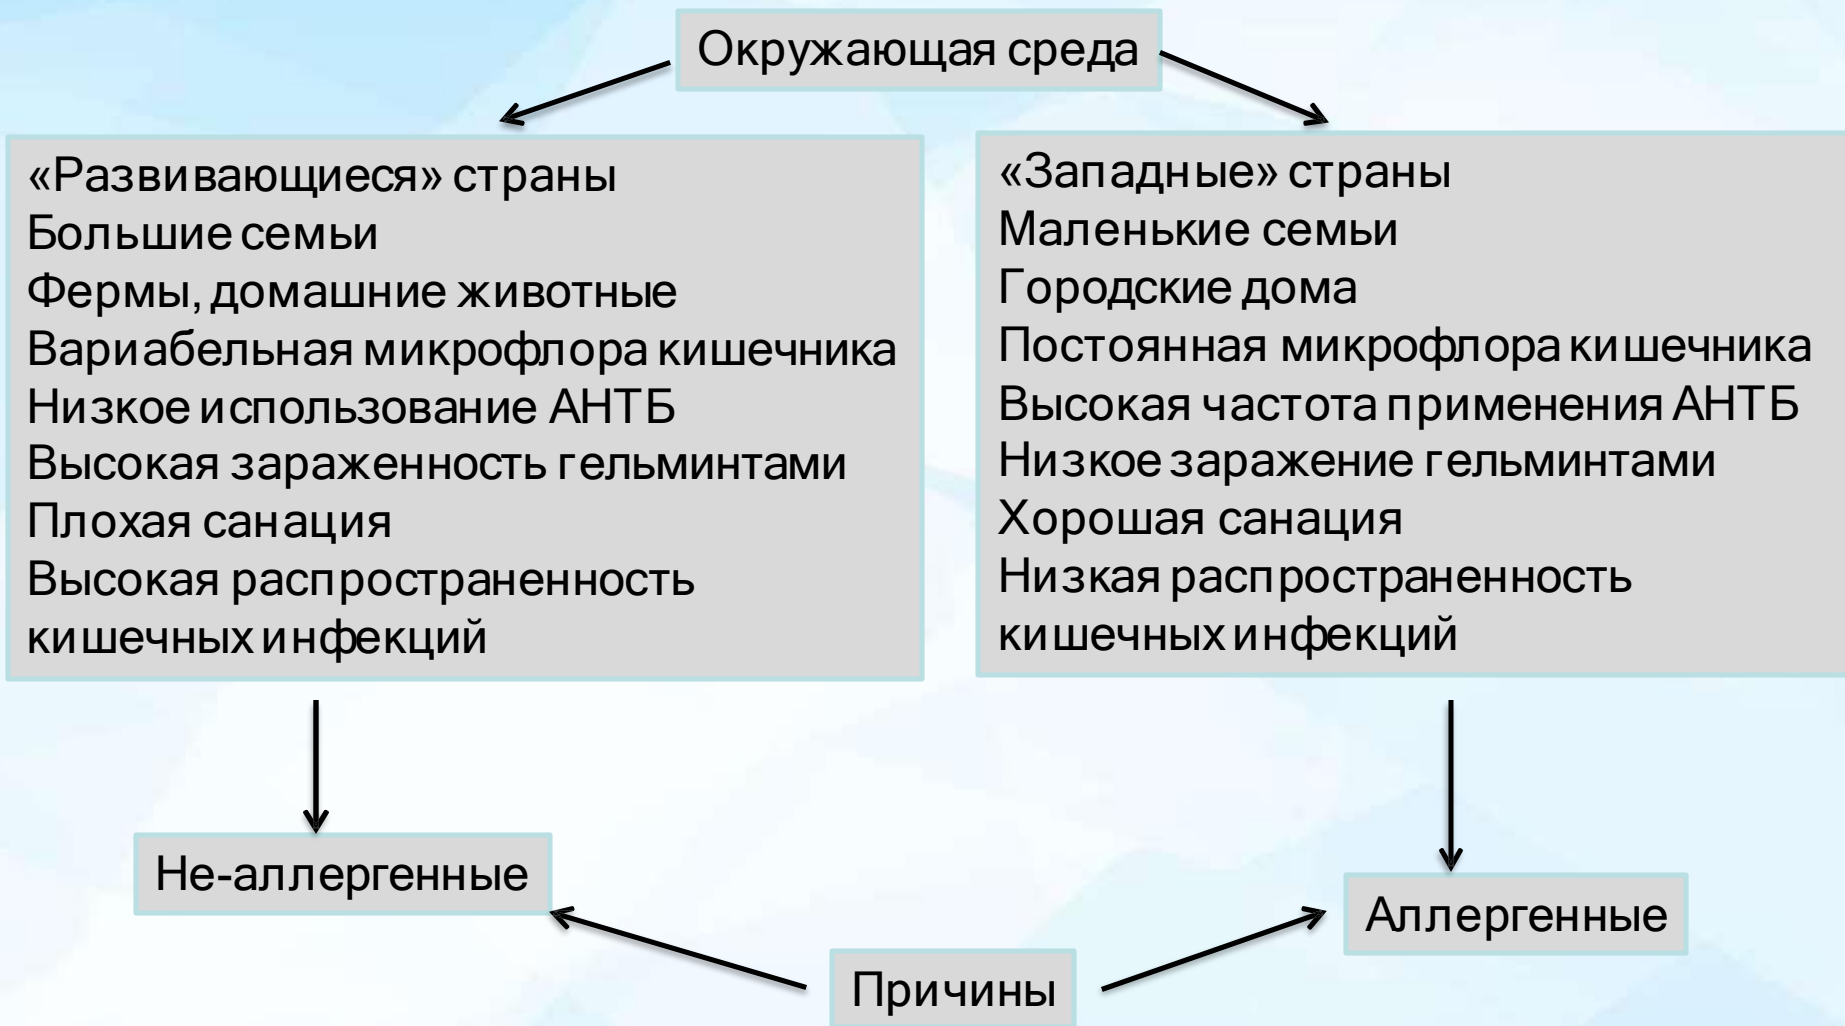 Окружающая среда
«Развивающиеся» страны
Большие семьи
Фермы, домашние животные
Вариабельная микрофлора кишечника
Низкое использование АНТБ
Высокая зараженность гельминтами
Плохая санация
Высокая распространенность
кишечных инфекций
«Западные» страны
Маленькие семьи
Городские дома
Постоянная микрофлора кишечника
Высокая частота применения АНТБ
Низкое заражение гельминтами
Хорошая санация
Низкая распространенность
кишечных инфекций
Не-аллергенные
Аллергенные
Причины